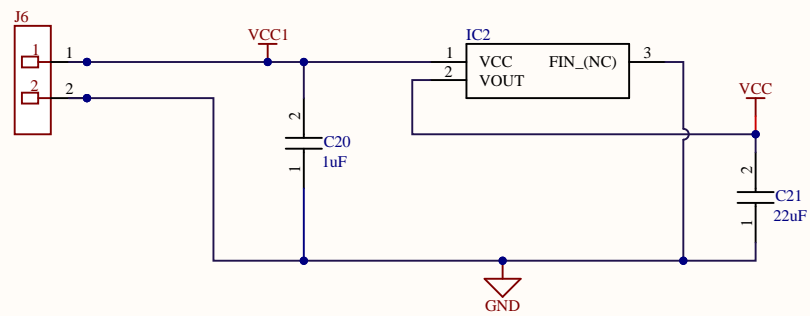 J6
1
1
2
2
VCC1
2
C20
1uF
1
IC2
1
VCC
FIN_(NC)
3
2
VOUT
VCC
2
C21
22uF
1
GND